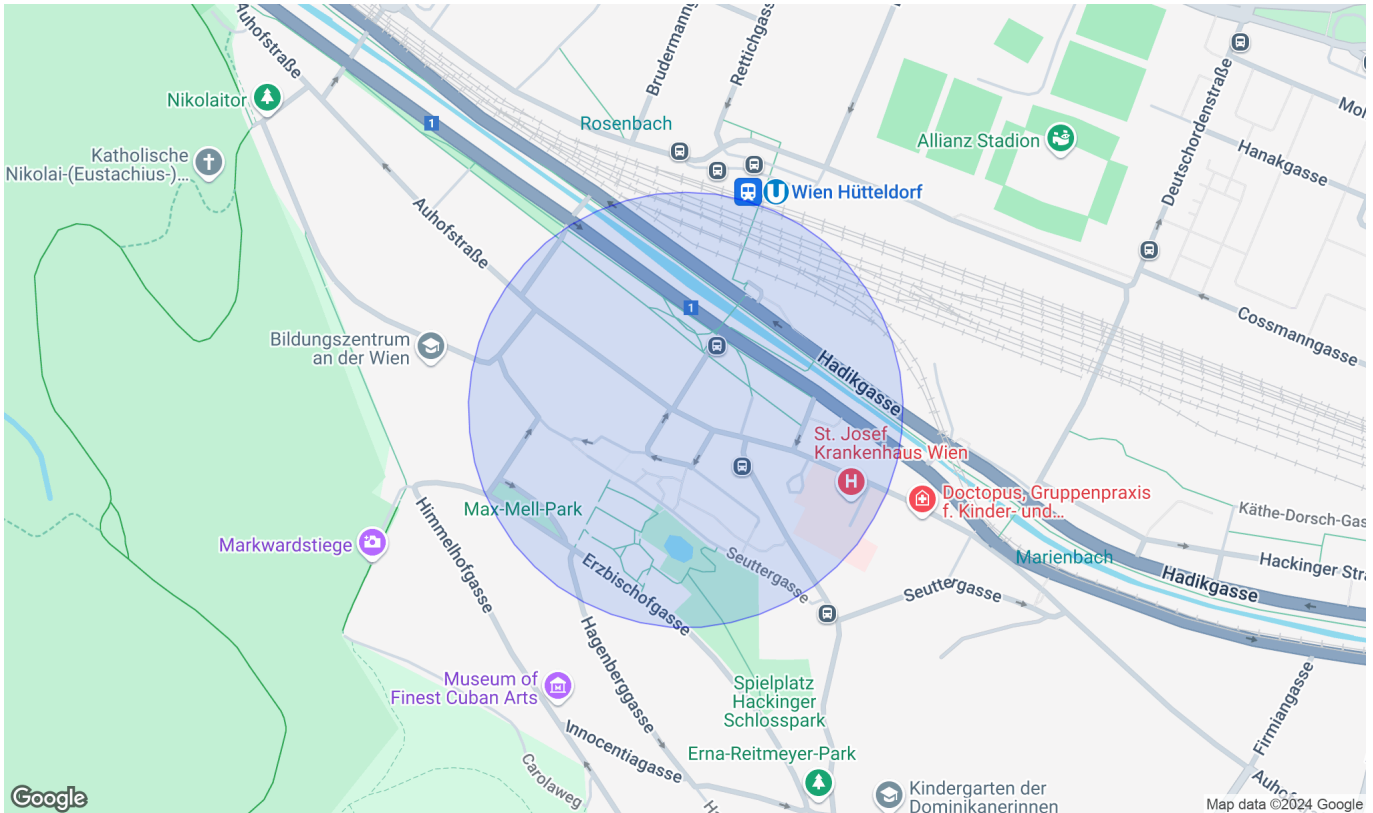 Auhofstraße
Nikolaitor
Katholische
Nikolai-(Eustachius-)...
1
Brudermanng
Rettichgass
Rosenbach
Allianz Stadion
Deutschordenstraße
Hanakgasse
Wien Hütteldorf
U
Auhofstraße
1
Cossmanngasse
Bildungszentrum
an der Wien
Hadikgasse
St. Josef
Krankenhaus Wien
H
Doctopus, Gruppenpraxis
f. Kinder- und...
Max-Mell-Park
Käthe-Dorsch-Gas
Markwardstiege
Himmelhofgasse
Marienbach
Hackinger Stra
Erzbischofgasse
Seuttergasse
Seuttergasse
Hadikgasse
Hagenberggasse
Museum of
Finest Cuban Arts
Spielplatz
Hackinger
Schlosspark
Firmiangasse
Innocentiagasse
Erna-Reitmeyer-Park
Carolaweg
Kindergarten der
Dominikanerinnen
Google
Map data ©2024 Google